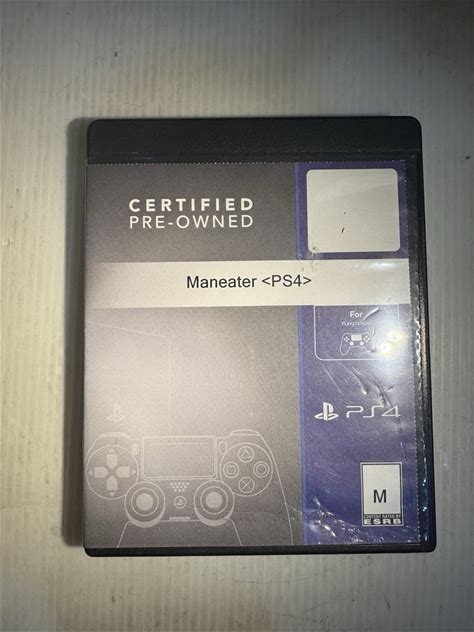 CERTIFIED
PRE-OWNED
Maneater <PS4>
For
PLAYSTATION
PS4
M
CONTENT RATED BY
ESRB